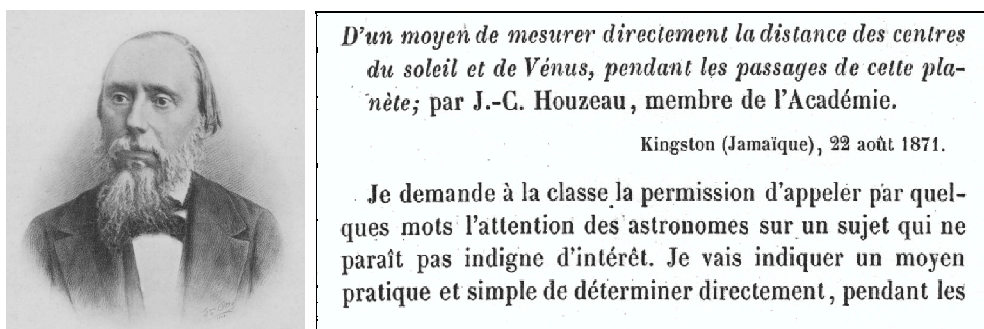 D'un moyen de mesurer directement la distance des centres
du soleil et de Vénus, pendant les passages de cette pla-
nète; par J.-C. Houzeau, membre de l'Académie.
Kingston (Jamaïque), 22 août 1871.
Je demande à la classe la permission d'appeler par quel-
ques mots l'attention des astronomes sur un sujet qui ne
paraît pas indigne d'intérêt. Je vais indiquer un moyen
pratique et simple de déterminer directement, pendant les